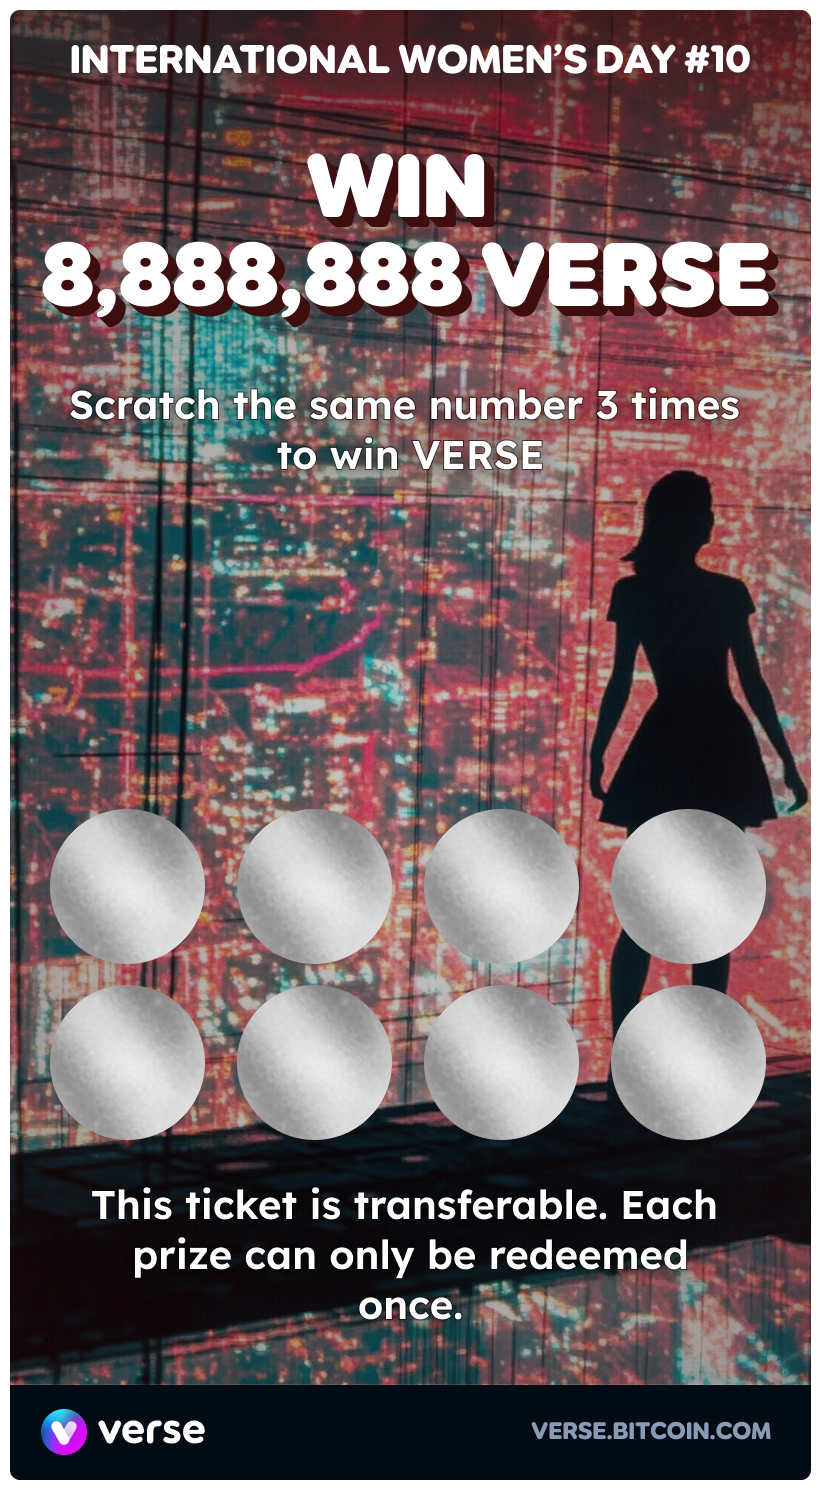 INTERNATIONAL WOMEN’S DAY #10
WIN
8,888,888 VERSE
Scratch the same number 3 times
to win VERSE
This ticket is transferable. Each
prize can only be redeemed
once.
verse
VERSE.BITCOIN.COM